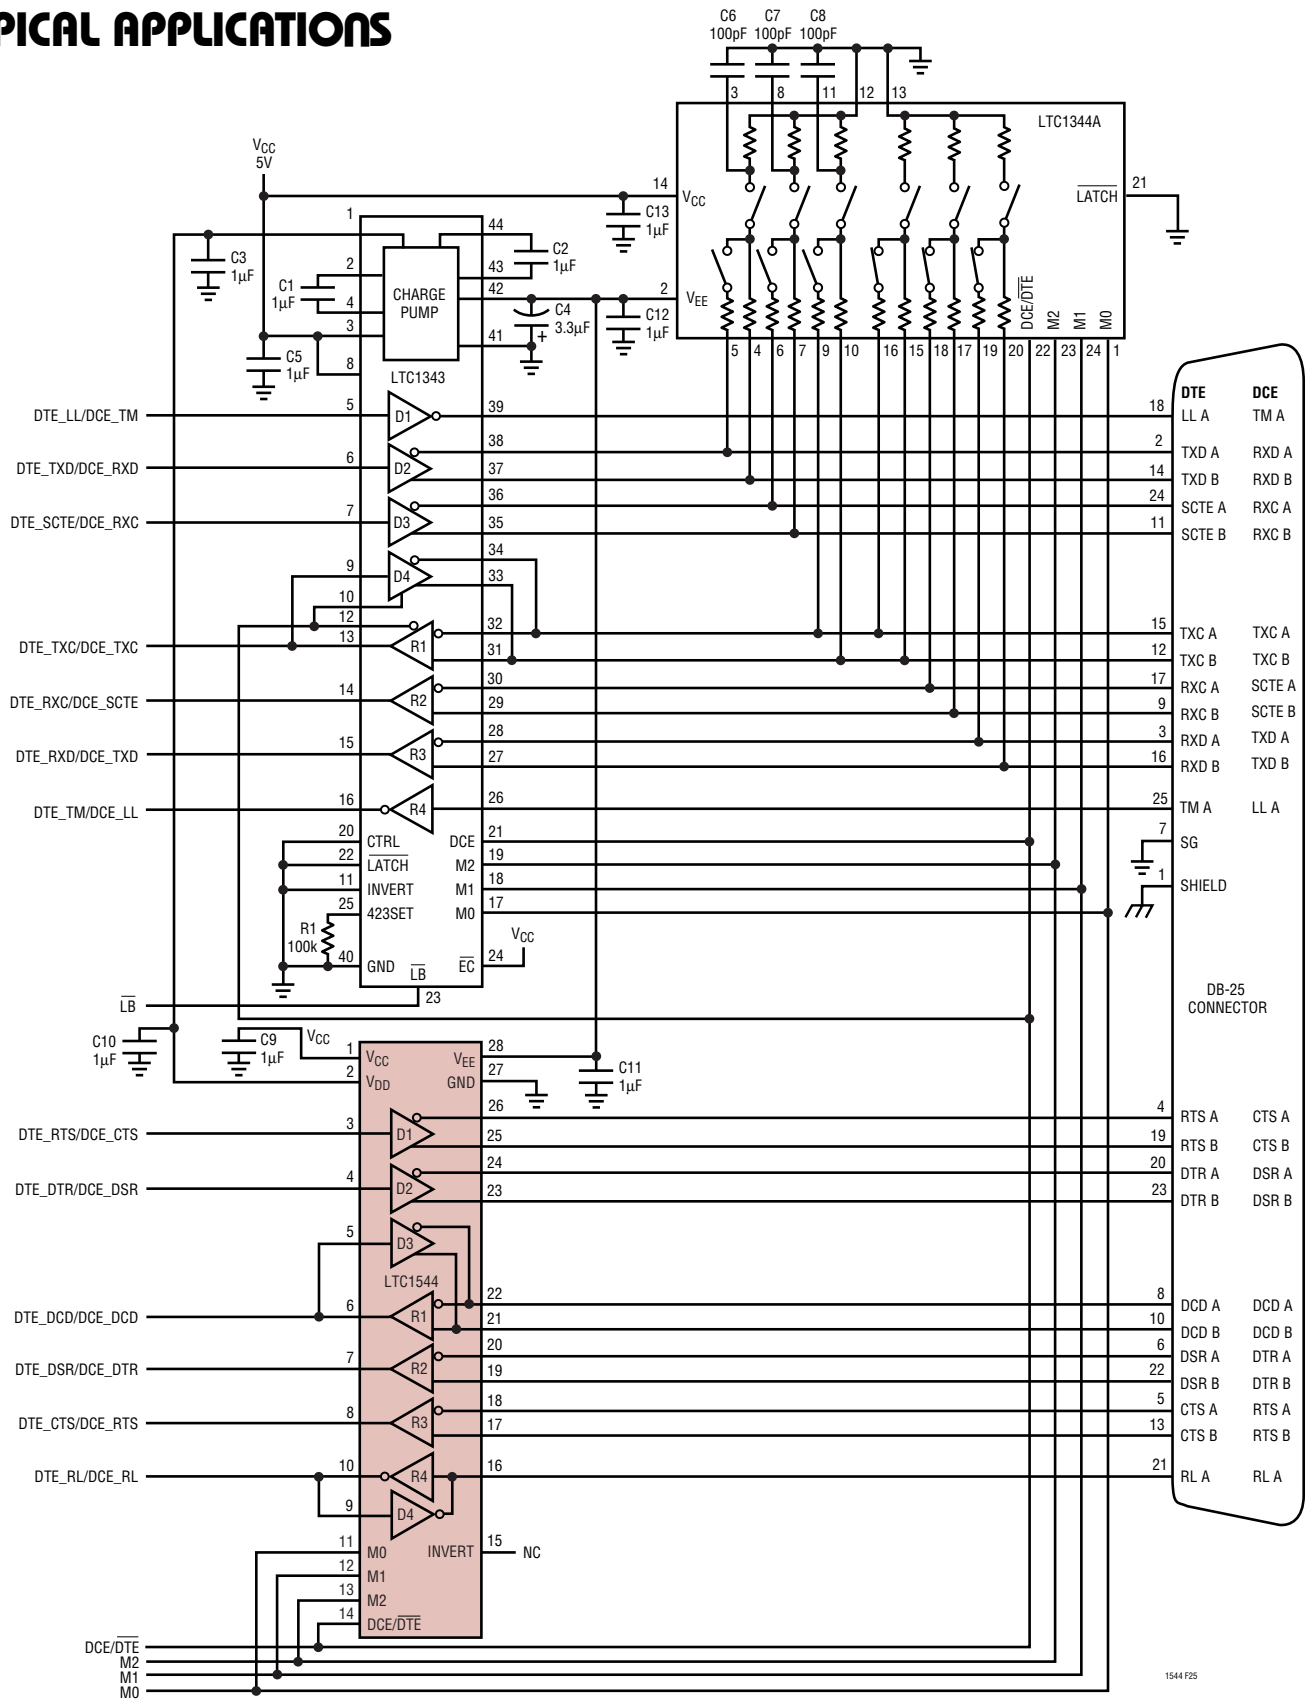 PICAL APPLICATIONS
C6 100pF
C7 100pF
C8 100pF
3 8 11 12 13
LTC1344A
VCC 5V
14 VCC
C13 1µF
LATCH 21
1
44
C3 1µF
2
C1 1µF
4
CHARGE PUMP
43
C2 1µF
42
2 VEE
C4 3.3µF
+
C12 1µF
3
41
C5 1µF
8
LTC1343
DCE/DTE M2 M1 M0
5 4 6 7 9 10 16 15 18 17 19 20 22 23 24 1
DTE DCE
DTE_LL/DCE_TM 5 D1 39 18 LL A TM A
38 2 TXD A RXD A
DTE_TXD/DCE_RXD 6 D2 37 14 TXD B RXD B
36 24 SCTE A RXC A
DTE_SCTE/DCE_RXC 7 D3 35 11 SCTE B RXC B
34
9 D4 33
10
12 32 15 TXC A TXC A
DTE_TXC/DCE_TXC 13 R1 31 12 TXC B TXC B
30 17 RXC A SCTE A
DTE_RXC/DCE_SCTE 14 R2 29 9 RXC B SCTE B
28 3 RXD A TXD A
DTE_RXD/DCE_TXD 15 R3 27 16 RXD B TXD B
DTE_TM/DCE_LL 16 R4 26 25 TM A LL A
20 CTRL DCE 21 7 SG
22 LATCH M2 19
11 INVERT M1 18 1 SHIELD
25 423SET M0 17
R1 100k
40 GND LB EC 24 VCC
LB 23
DB-25 CONNECTOR
C10 1µF
C9 1µF
VCC
1 VCC VEE 28
2 VDD GND 27
C11 1µF
26 4 RTS A CTS A
DTE_RTS/DCE_CTS 3 D1 25 19 RTS B CTS B
24 20 DTR A DSR A
DTE_DTR/DCE_DSR 4 D2 23 23 DTR B DSR B
5 D3
LTC1544
22 8 DCD A DCD A
DTE_DCD/DCE_DCD 6 R1 21 10 DCD B DCD B
20 6 DSR A DTR A
DTE_DSR/DCE_DTR 7 R2 19 22 DSR B DTR B
18 5 CTS A RTS A
DTE_CTS/DCE_RTS 8 R3 17 13 CTS B RTS B
DTE_RL/DCE_RL 10 R4 16 21 RL A RL A
9 D4
11 M0 INVERT 15 NC
12 M1
13 M2
14 DCE/DTE
DCE/DTE
M2
M1
M0
1544 F25